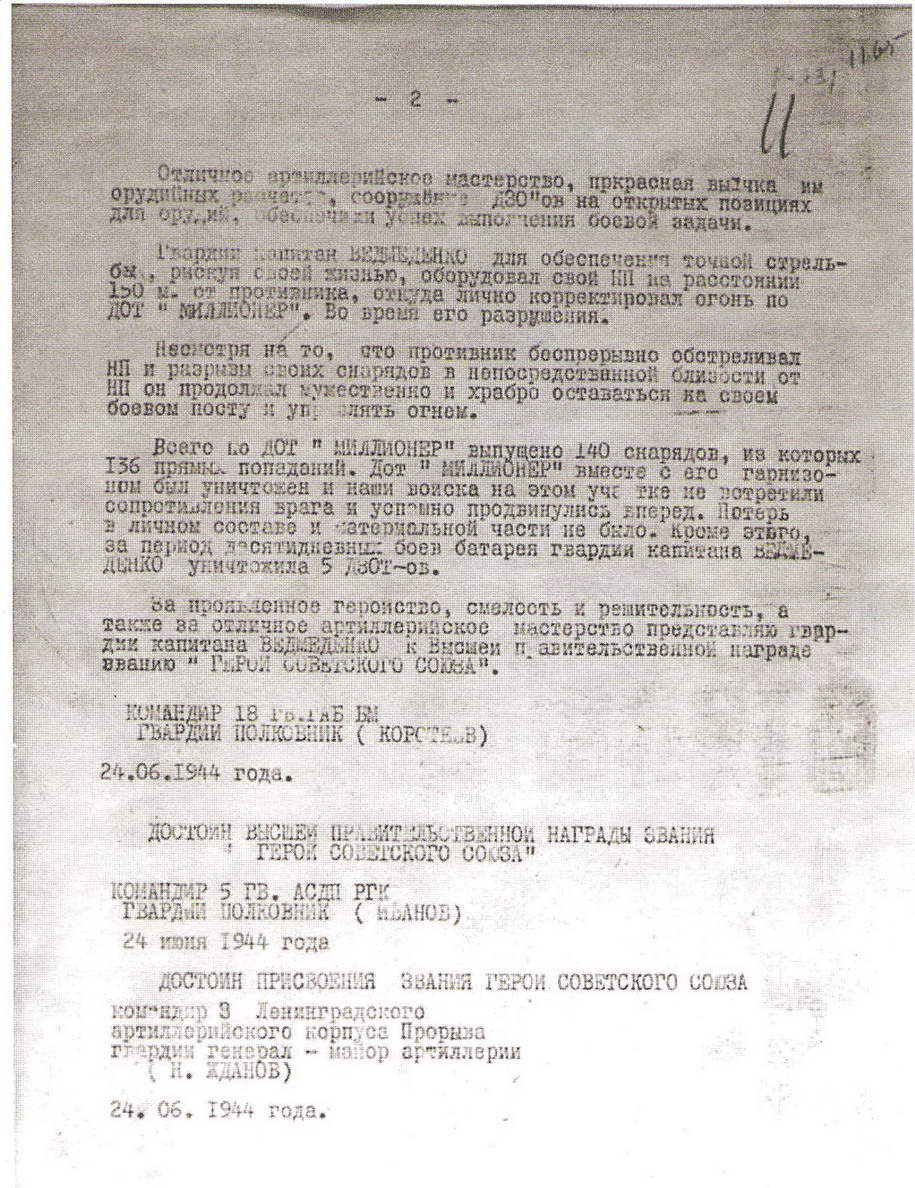 1165
- 2 -
11
Отличное артиллерийское мастерство, пркрасная выучка им
орудийных расчетов, сооружение ДЗО"ов на открытых позициях
для орудий, обеспечили успех выполнения боевой задачи.
Гвардии капитан ВЕДМЕДЕНКО для обеспечения точной стрель-
бы, рискуя своей жизнью, оборудовал свой НП на расстоянии
150 м. от противника, откуда лично корректировал огонь по
ДОТ " МИЛЛИОНЕР". Во время его разрушения.
Несмотря на то, что противник беспрерывно обстреливал
НП и разрывы своих снарядов в непосредственной близости от
НП он продолжал мужественно и храбро оставаться на своем
боевом посту и управлять огнем.
Всего по ДОТ " МИЛЛИОНЕР" выпущено 140 снарядов, из которых
136 прямых попаданий. Дот " МИЛЛИОНЕР" вместе с его гарнизо-
ном был уничтожен и наши войска на этом участке не встретили
сопротивления врага и успешно продвинулись вперед. Потерь
в личном составе и материальной части не было. Кроме этого,
за период десятидневных боев батарея гвардии капитана ВЕДМЕ-
ДЕНКО уничтожила 5 ДЗОТ-ов.
За проявленное геройство, смелость и решительность, а
также за отличное артиллерийское мастерство представляю гвар-
дии капитана ВЕДМЕДЕНКО к Высшей правительственной награде
званию " ГЕРОЙ СОВЕТСКОГО СОЮЗА".
КОМАНДИР 18 ГВ.ГАБ БМ
ГВАРДИИ ПОЛКОВНИК ( КОРОТЕЕВ)
24.06.1944 года.
ДОСТОИН ВЫСШЕЙ ПРАВИТЕЛЬСТВЕННОЙ НАГРАДЫ ЗВАНИЯ
" ГЕРОЙ СОВЕТСКОГО СОЮЗА"
КОМАНДИР 5 ГВ. АСДП РГК
ГВАРДИИ ПОЛКОВНИК ( ИВАНОВ)
24 июня 1944 года
ДОСТОИН ПРИСВОЕНИЯ ЗВАНИЯ ГЕРОЙ СОВЕТСКОГО СОЮЗА
командир 3 Ленинградского
артиллерийского корпуса Прорыва
гвардии генерал - майор артиллерии
( Н. ЖДАНОВ)
24. 06. 1944 года.